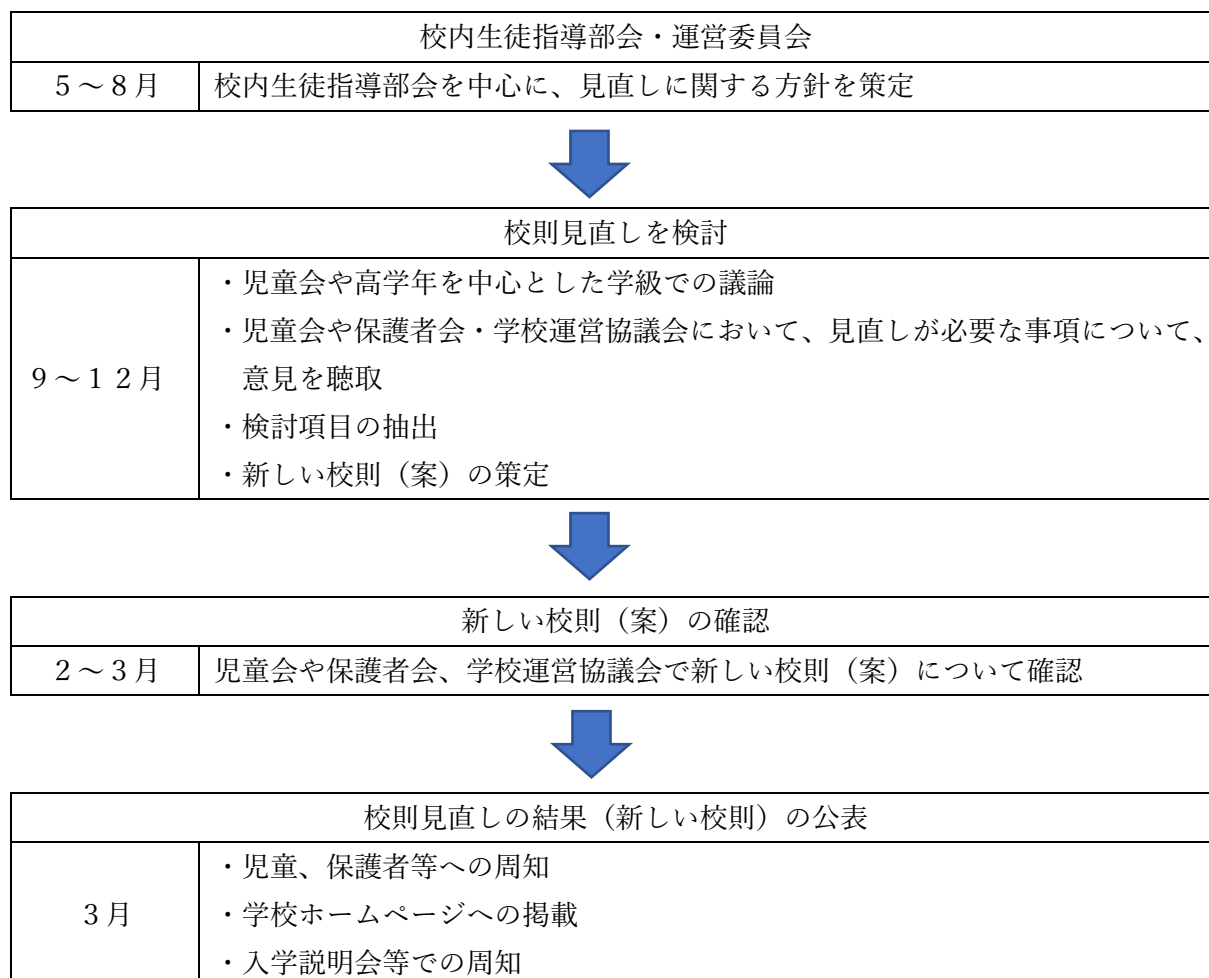 校内生徒指導部会・運営委員会
５～８月 校内生徒指導部会を中心に、見直しに関する方針を策定
校則見直しを検討
９～１２月
・児童会や高学年を中心とした学級での議論
・児童会や保護者会・学校運営協議会において、見直しが必要な事項について、
意見を聴取
・検討項目の抽出
・新しい校則（案）の策定
新しい校則（案）の確認
２～３月 児童会や保護者会、学校運営協議会で新しい校則（案）について確認
校則見直しの結果（新しい校則）の公表
３月
・児童、保護者等への周知
・学校ホームページへの掲載
・入学説明会等での周知